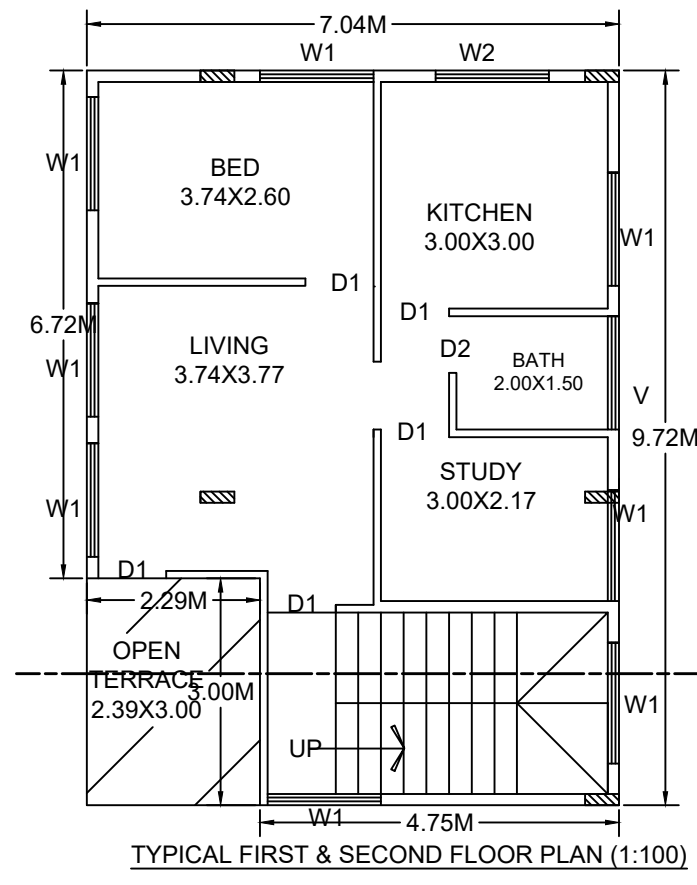 7.04M
W1
W2
W1
BED
3.74X2.60
KITCHEN
3.00X3.00
W1
D1
D1
6.72M
LIVING
3.74X3.77
D2
BATH
2.00X1.50
W1
V
D1
9.72M
STUDY
3.00X2.17
W1
W1
D1
2.29M
D1
OPEN
TERRACE
3.00M
2.39X3.00
W1
UP
W1
4.75M
TYPICAL FIRST & SECOND FLOOR PLAN (1:100)